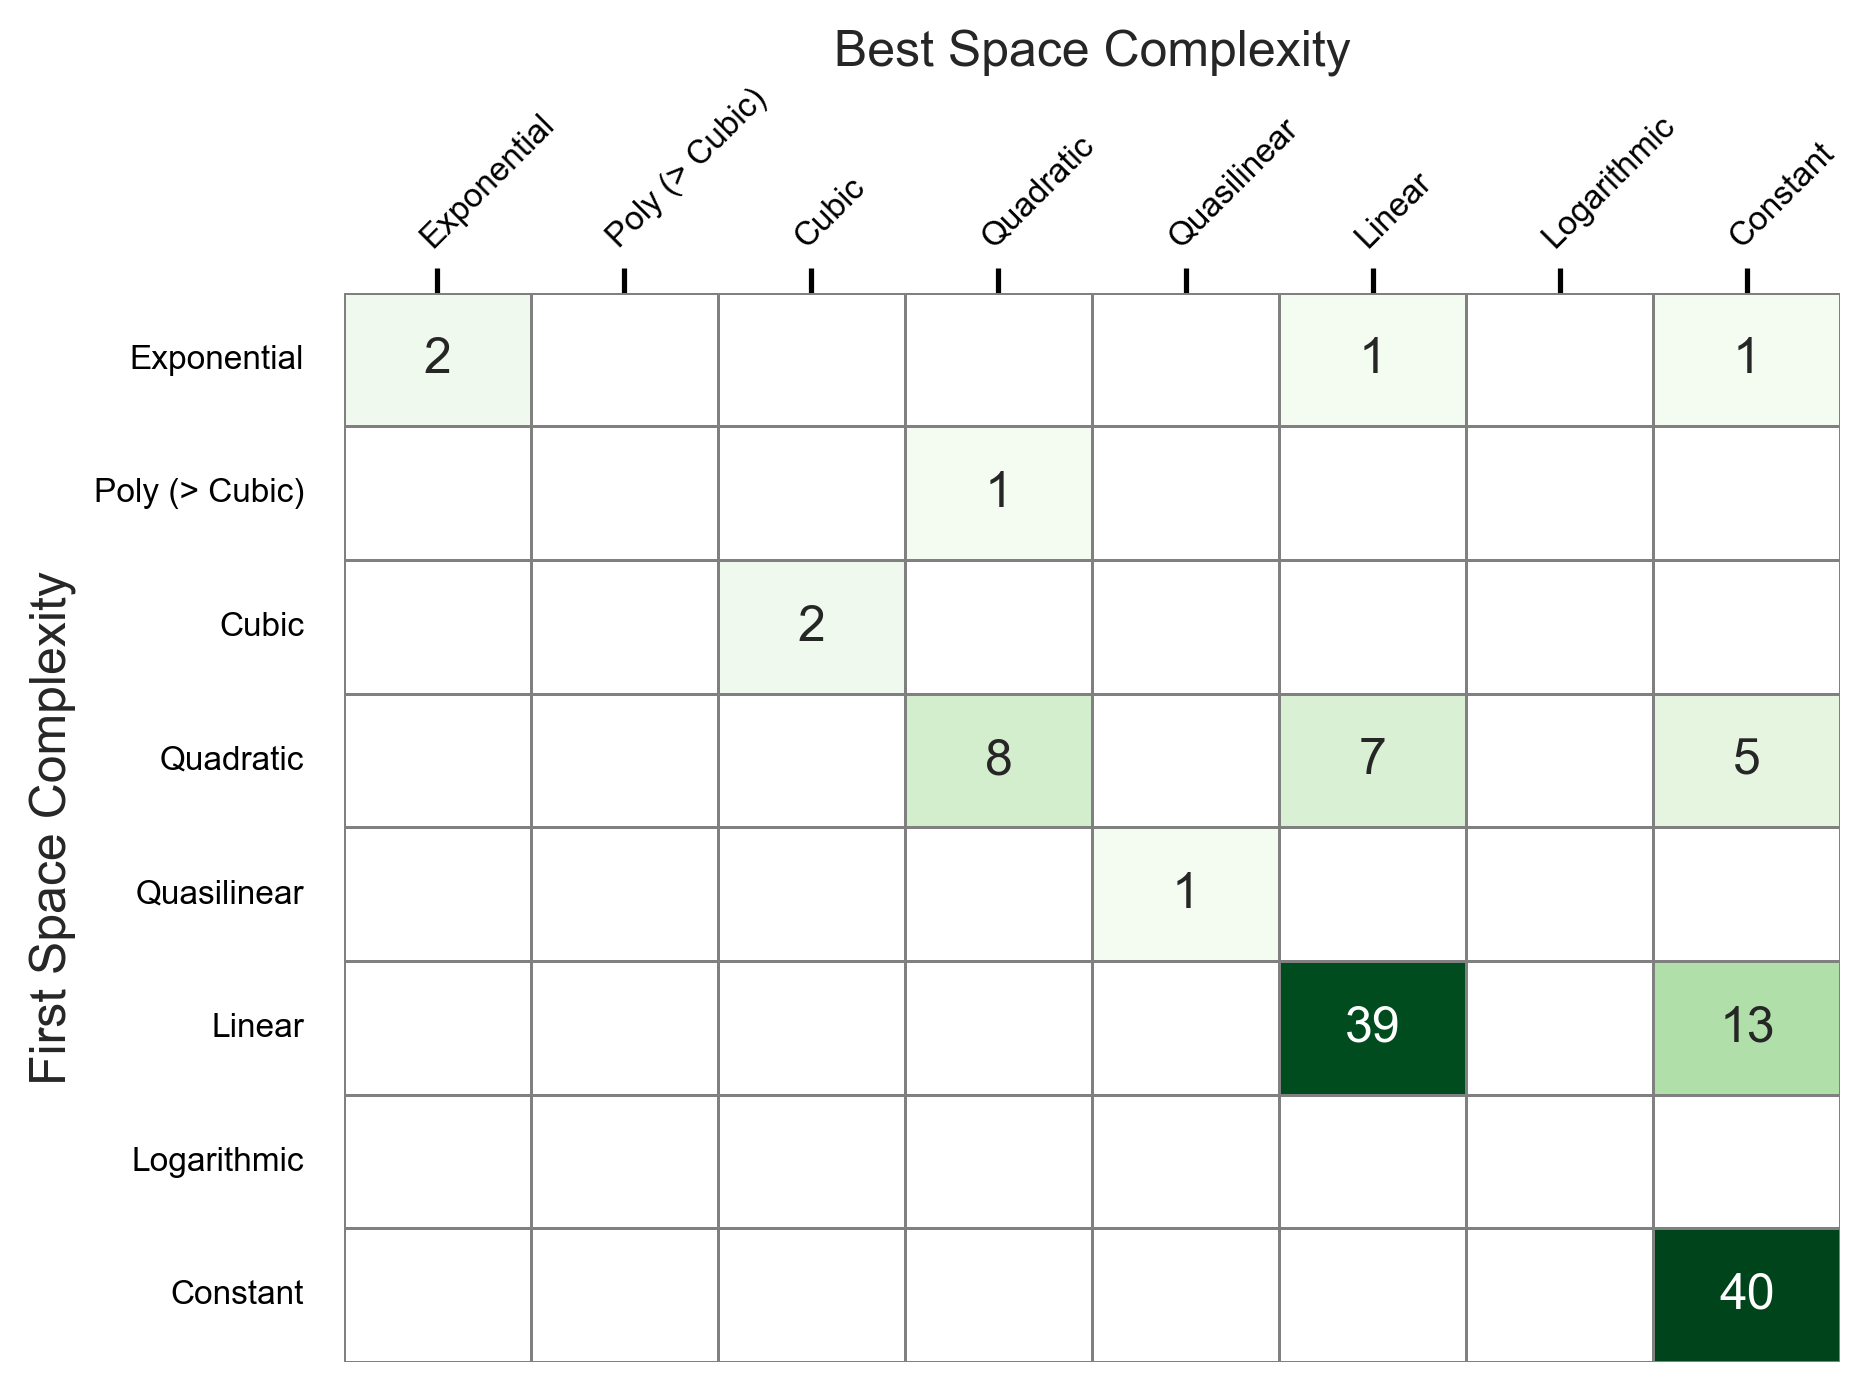 Best Space Complexity
Exponential
Poly (> Cubic)
Cubic
Quadratic
Quasilinear
Linear
Logarithmic
Constant
First Space Complexity
Exponential
2 1 1
Poly (> Cubic)
1
Cubic
2
Quadratic
8 7 5
Quasilinear
1
Linear
39 13
Logarithmic
Constant
40